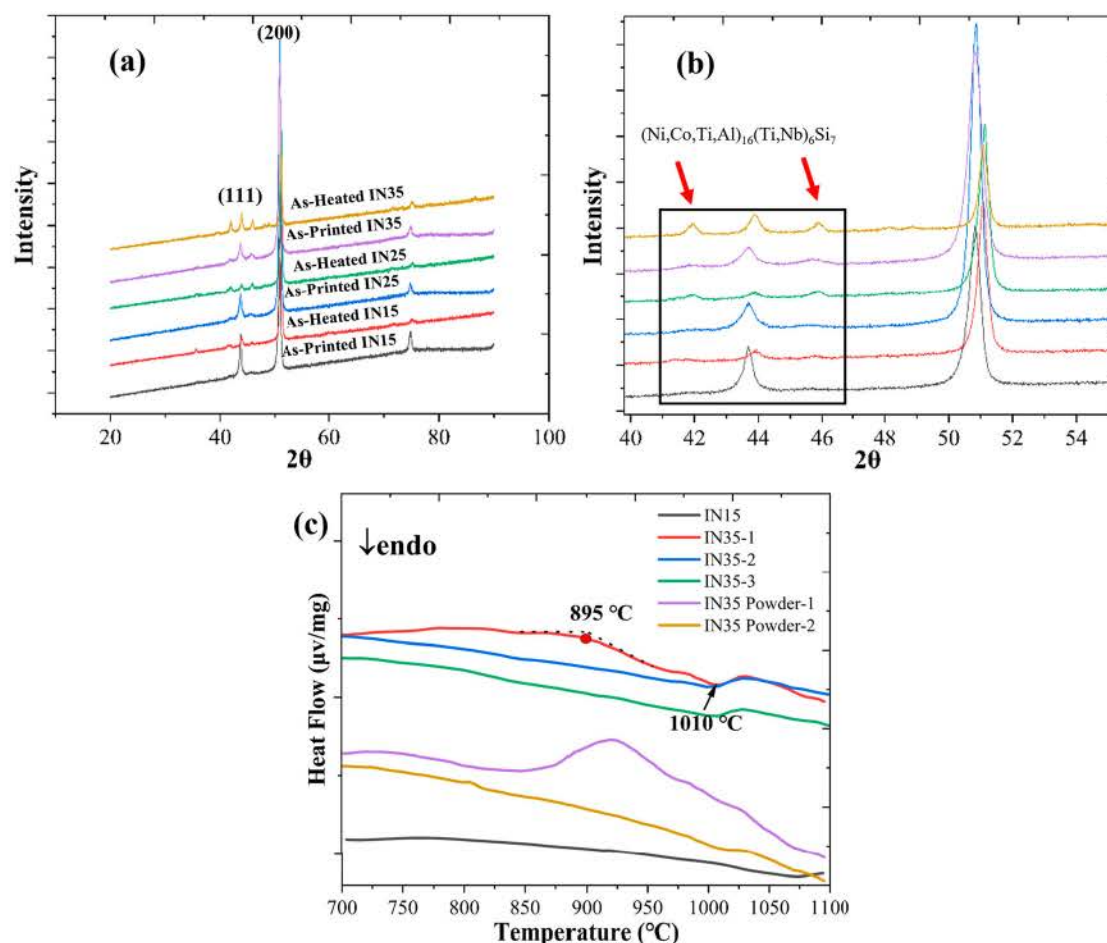 (a)
(200)
(111)
As-Heated IN35
As-Printed IN35
As-Heated IN25
As-Printed IN25
As-Heated IN15
As-Printed IN15
Intensity
20
40
60
80
100
2θ
(b)
(Ni,Co,Ti,Al)₁₆(Ti,Nb)₆Si₇
Intensity
40
42
44
46
48
50
52
54
2θ
(c)
↓endo
IN15
IN35-1
IN35-2
IN35-3
IN35 Powder-1
IN35 Powder-2
895 ℃
1010 ℃
Heat Flow (μv/mg)
700
750
800
850
900
950
1000
1050
1100
Temperature (℃)